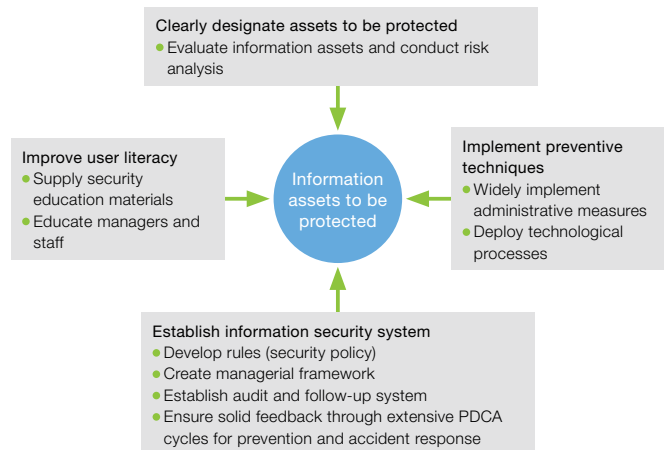 Clearly designate assets to be protected
● Evaluate information assets and conduct risk
analysis
Improve user literacy
● Supply security
education materials
● Educate managers and
staff
Information
assets to be
protected
Implement preventive
techniques
● Widely implement
administrative measures
● Deploy technological
processes
Establish information security system
● Develop rules (security policy)
● Create managerial framework
● Establish audit and follow-up system
● Ensure solid feedback through extensive PDCA
cycles for prevention and accident response